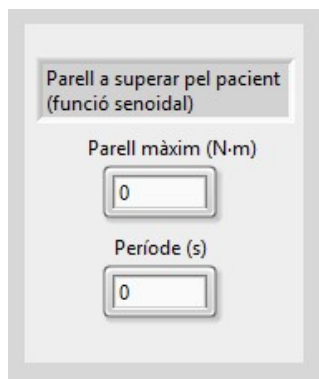 Parell a superar pel pacient
(funció senoidal)
Parell màxim (N·m)
0
Període (s)
0